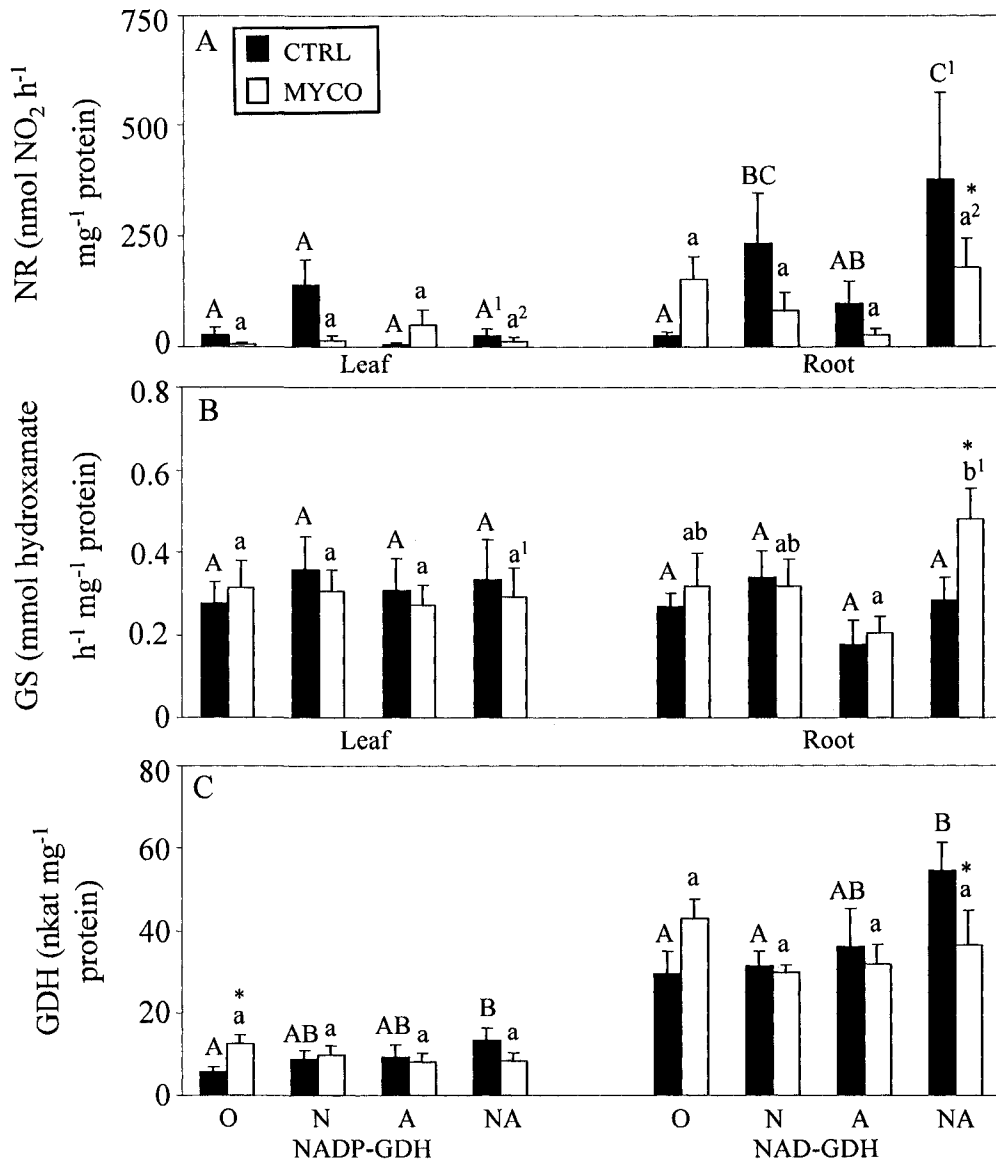 NR (nmol NO₂ h⁻¹
mg⁻¹ protein)
750
500
250
0
A
CTRL
MYCO
A a A a A a A¹ a²
A a BC a AB a C¹ * a²
Leaf Root
GS (mmol hydroxamate
h⁻¹ mg⁻¹ protein)
0.8
0.6
0.4
0.2
0
B
A a A a A a A a¹
A ab A ab A a A * b¹
Leaf Root
GDH (nkat mg⁻¹
protein)
80
60
40
20
0
C
A * a AB a AB a B a
A a A a AB a B * a
O N A NA O N A NA
NADP-GDH NAD-GDH